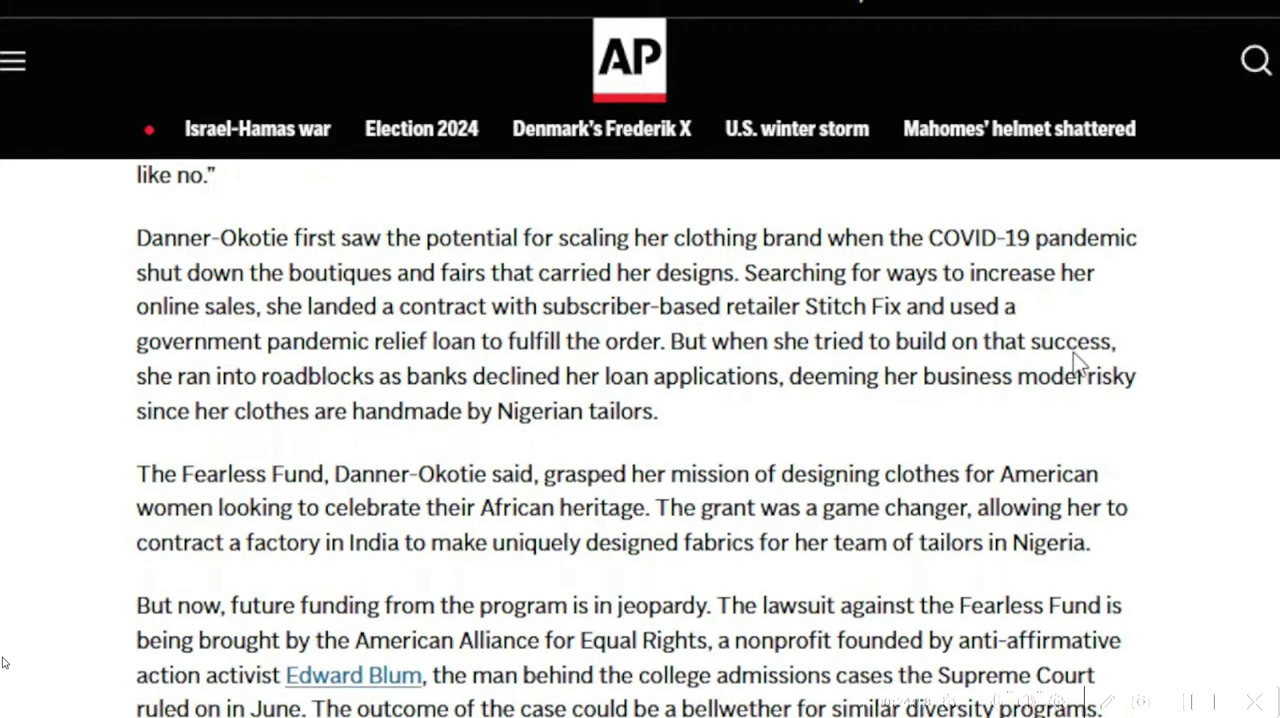 AP
Israel-Hamas war Election 2024 Denmark's Frederik X U.S. winter storm Mahomes' helmet shattered
like no.”
Danner-Okotie first saw the potential for scaling her clothing brand when the COVID-19 pandemic
shut down the boutiques and fairs that carried her designs. Searching for ways to increase her
online sales, she landed a contract with subscriber-based retailer Stitch Fix and used a
government pandemic relief loan to fulfill the order. But when she tried to build on that success,
she ran into roadblocks as banks declined her loan applications, deeming her business model risky
since her clothes are handmade by Nigerian tailors.
The Fearless Fund, Danner-Okotie said, grasped her mission of designing clothes for American
women looking to celebrate their African heritage. The grant was a game changer, allowing her to
contract a factory in India to make uniquely designed fabrics for her team of tailors in Nigeria.
But now, future funding from the program is in jeopardy. The lawsuit against the Fearless Fund is
being brought by the American Alliance for Equal Rights, a nonprofit founded by anti-affirmative
action activist Edward Blum, the man behind the college admissions cases the Supreme Court
ruled on in June. The outcome of the case could be a bellwether for similar diversity programs.